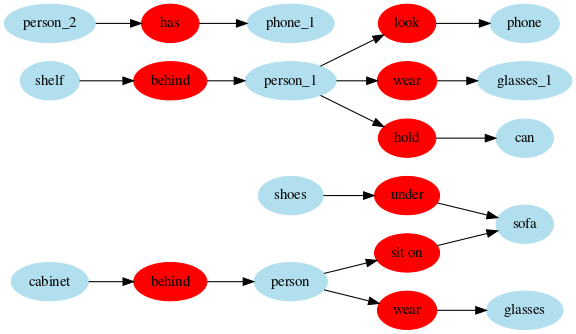 person_2 has phone_1 look phone
shelf behind person_1 wear glasses_1
hold can
shoes under
sofa
sit on
cabinet behind person
wear glasses